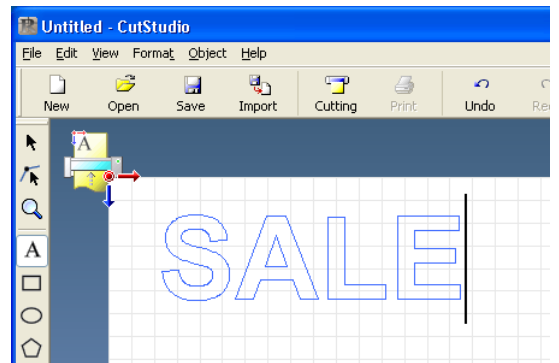 Untitled - CutStudio
File Edit View Format Object Help
New Open Save Import Cutting Print Undo
A
A
SALE